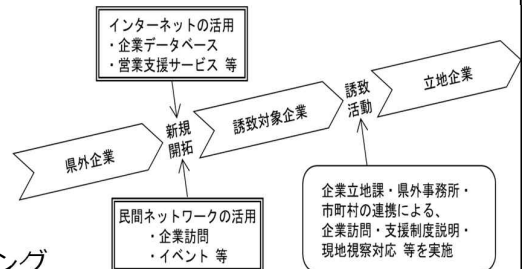 インターネットの活用
・企業データベース
・営業支援サービス 等
県外企業
新規
開拓
誘致対象企業
誘致
活動
立地企業
民間ネットワークの活用
・企業訪問
・イベント 等
企業立地課・県外事務所・
市町村の連携による、
企業訪問・支援制度説明・
現地視察対応 等を実施
ング